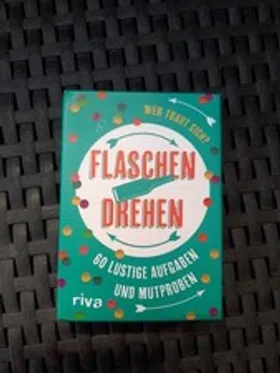 WER TRAUT SICH?
FLASCHEN
DREHEN
60 LUSTIGE AUFGABEN
UND MUTPROBEN
riva